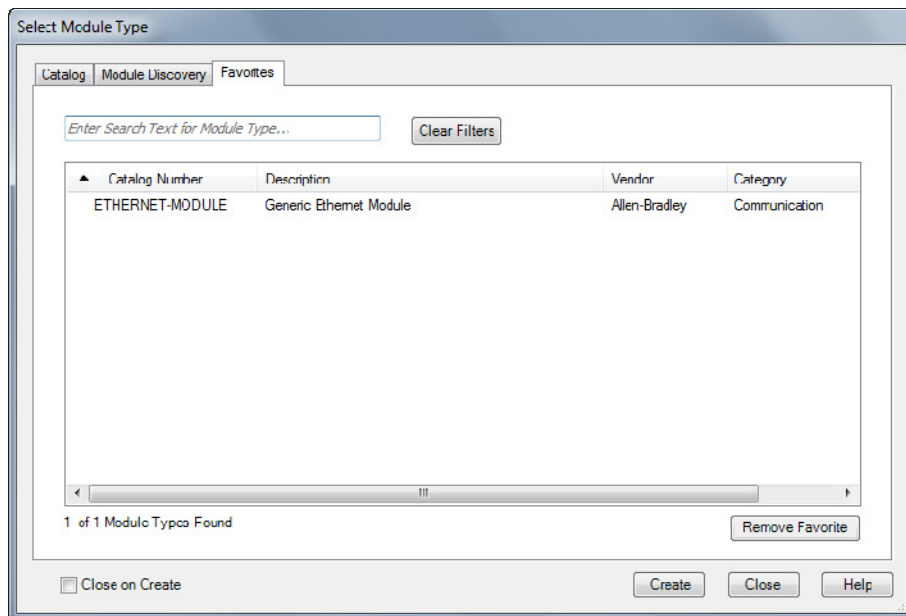 Select Module Type
Catalog Module Discovery Favorites
Enter Search Text for Module Type... Clear Filters
Catalog Number Description Vendor Category
ETHERNET-MODULE Generic Ethernet Module Allen-Bradley Communication
1 of 1 Module Types Found
Remove Favorite
Close on Create Create Close Help